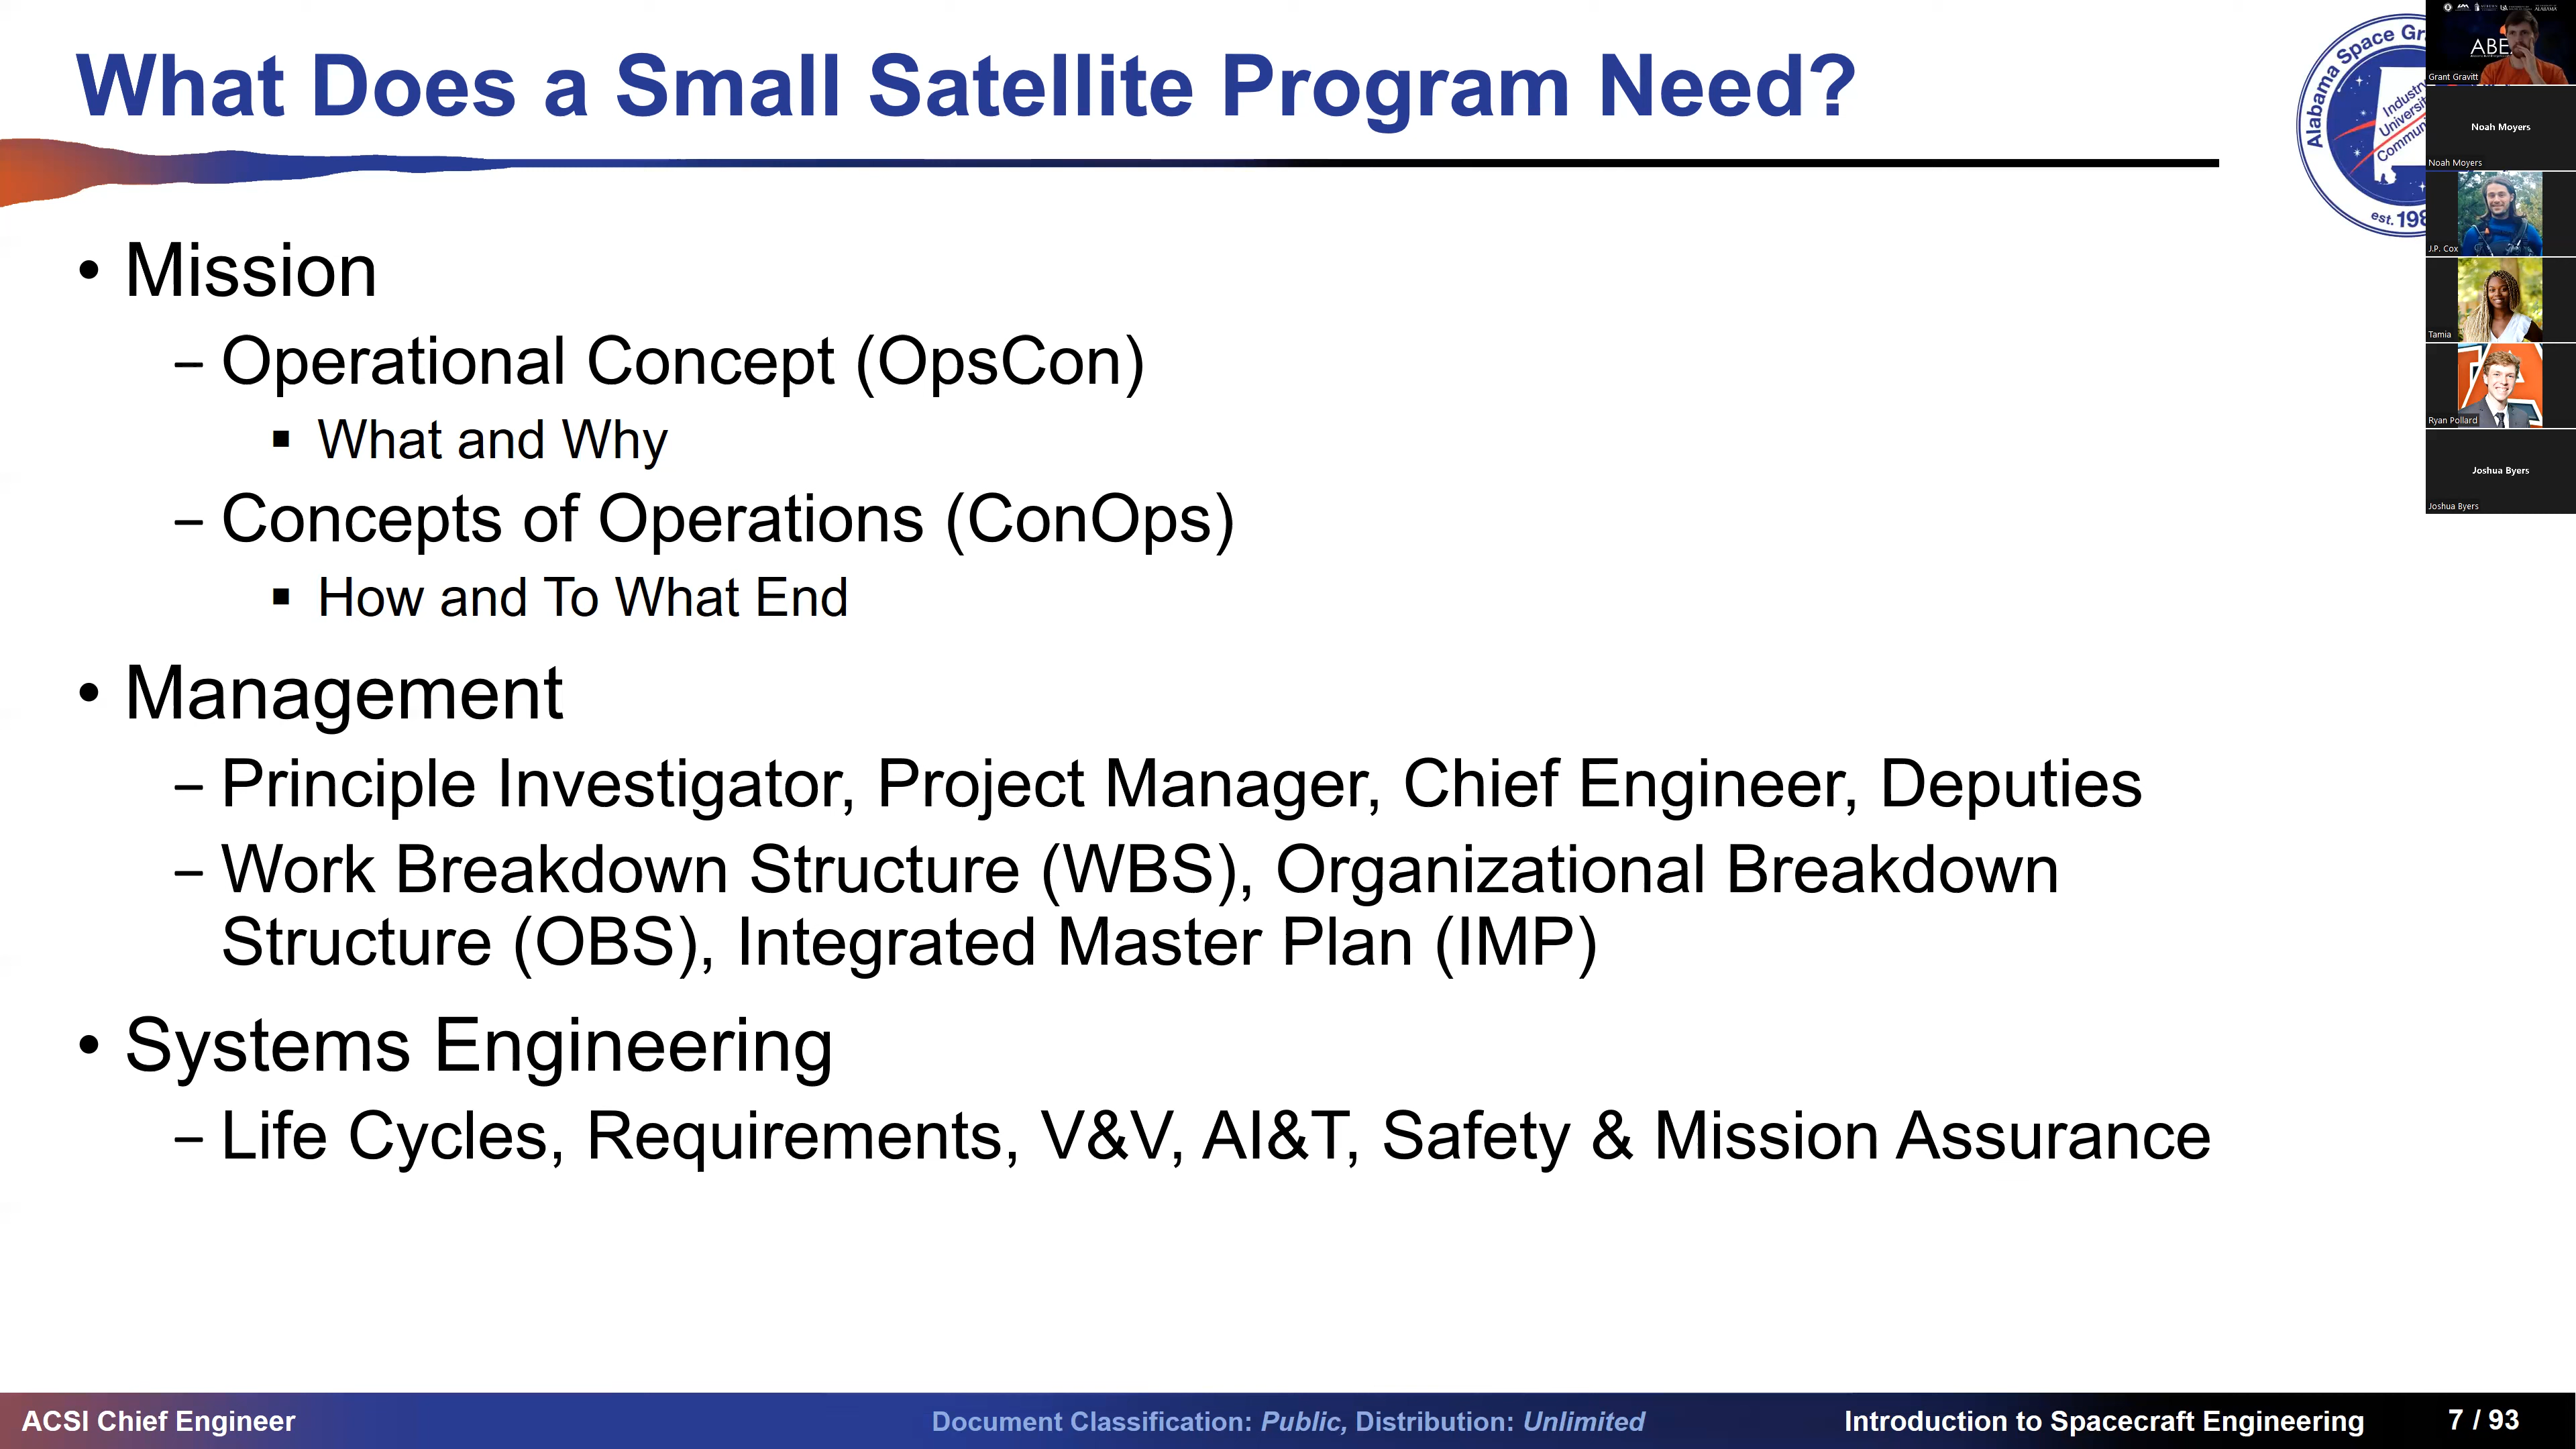 What Does a Small Satellite Program Need?
• Mission
– Operational Concept (OpsCon)
▪ What and Why
– Concepts of Operations (ConOps)
▪ How and To What End
• Management
– Principle Investigator, Project Manager, Chief Engineer, Deputies
– Work Breakdown Structure (WBS), Organizational Breakdown
Structure (OBS), Integrated Master Plan (IMP)
• Systems Engineering
– Life Cycles, Requirements, V&V, AI&T, Safety & Mission Assurance
Alabama Space
est.
ABE
Grant Gravitt
Noah Moyers
Noah Moyers
J.P. Cox
Tamia
Ryan Pollard
Joshua Byers
Joshua Byers
ACSI Chief Engineer
Document Classification: Public, Distribution: Unlimited
Introduction to Spacecraft Engineering
7 / 93